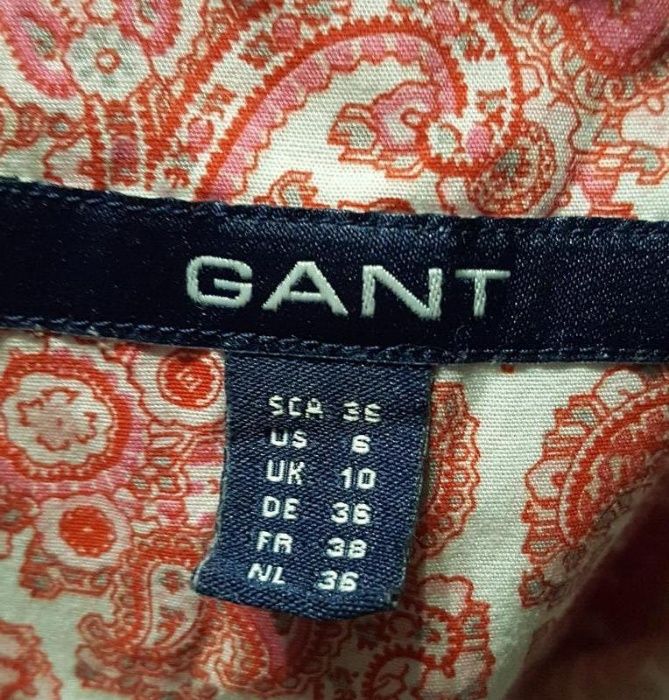 GANT
SCA 36
US 6
UK 10
DE 36
FR 38
NL 36